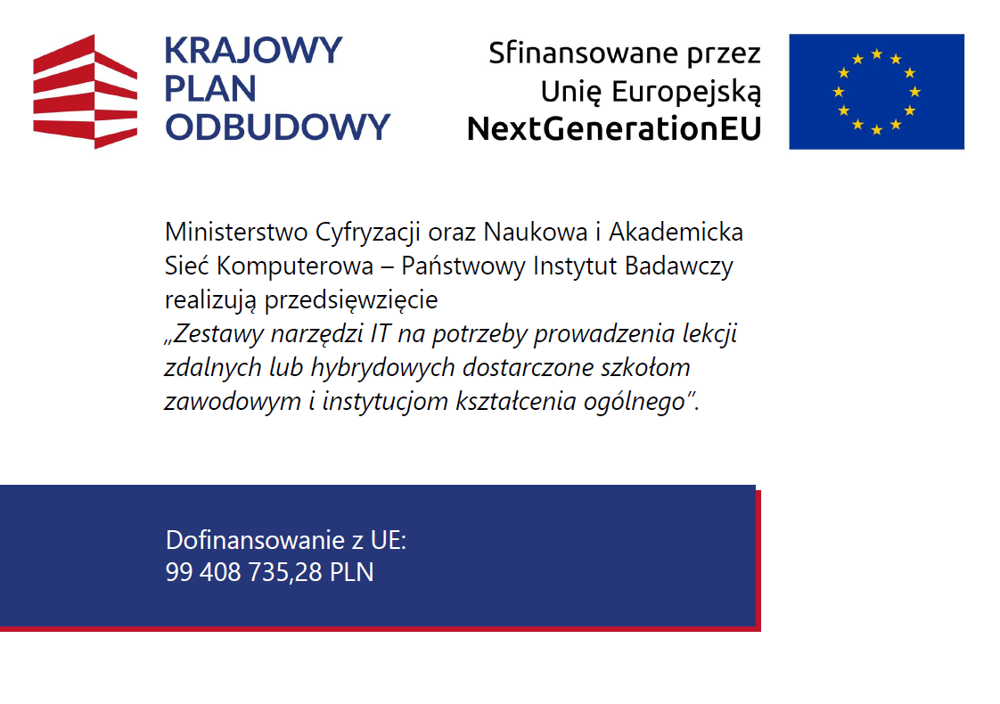 KRAJOWY
PLAN
ODBUDOWY
Sfinansowane przez
Unię Europejską
NextGenerationEU
Ministerstwo Cyfryzacji oraz Naukowa i Akademicka
Sieć Komputerowa – Państwowy Instytut Badawczy
realizują przedsięwzięcie
„Zestawy narzędzi IT na potrzeby prowadzenia lekcji
zdalnych lub hybrydowych dostarczone szkołom
zawodowym i instytucjom kształcenia ogólnego”.
Dofinansowanie z UE:
99 408 735,28 PLN